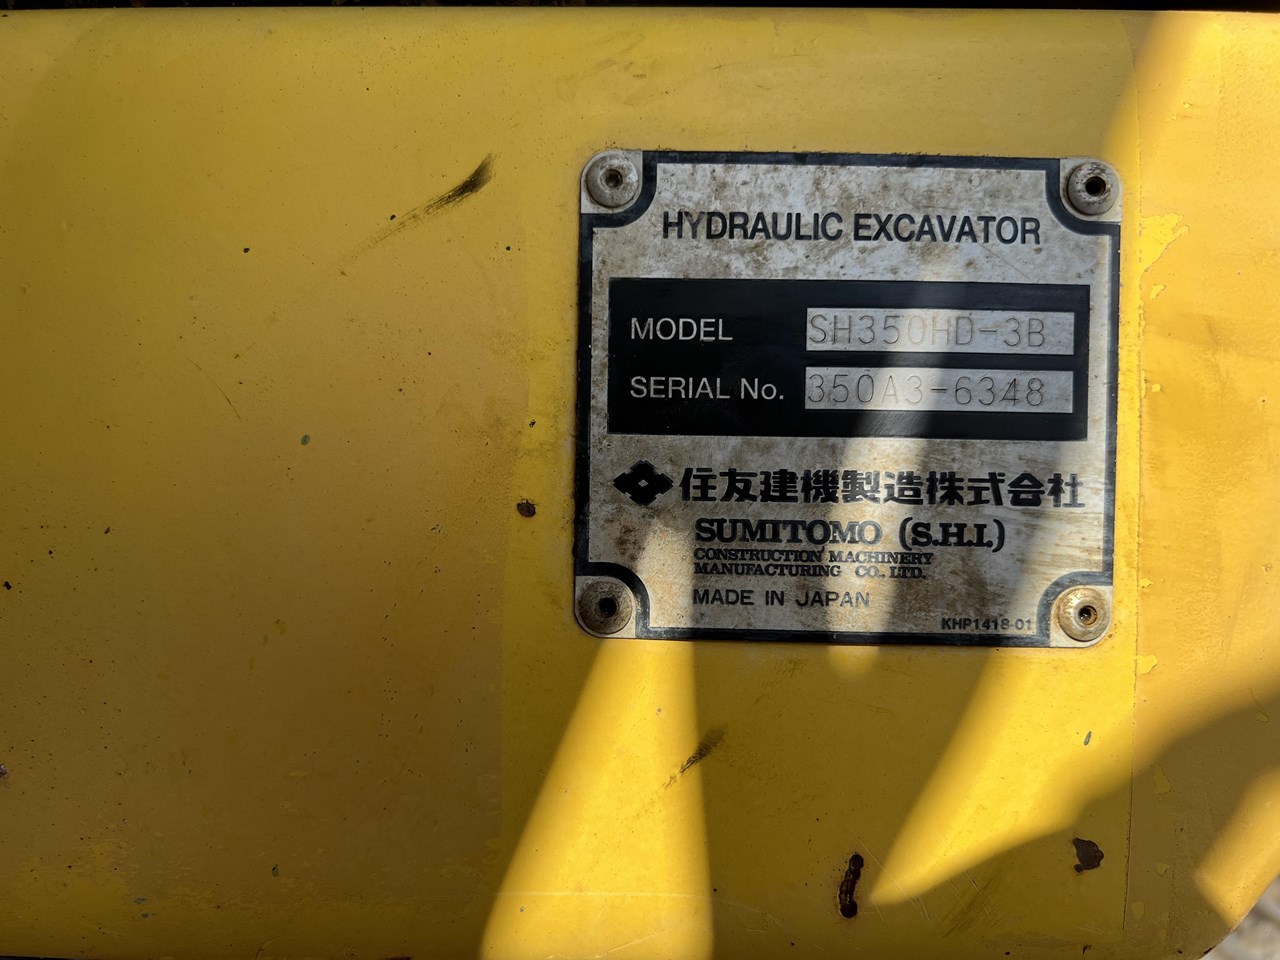 HYDRAULIC EXCAVATOR
MODEL SH350HD-3B
SERIAL No. 350A3-6348
住友建機製造株式会社
SUMITOMO (S.H.I.)
CONSTRUCTION MACHINERY
MANUFACTURING CO. LTD.
MADE IN JAPAN
KHP1418-01